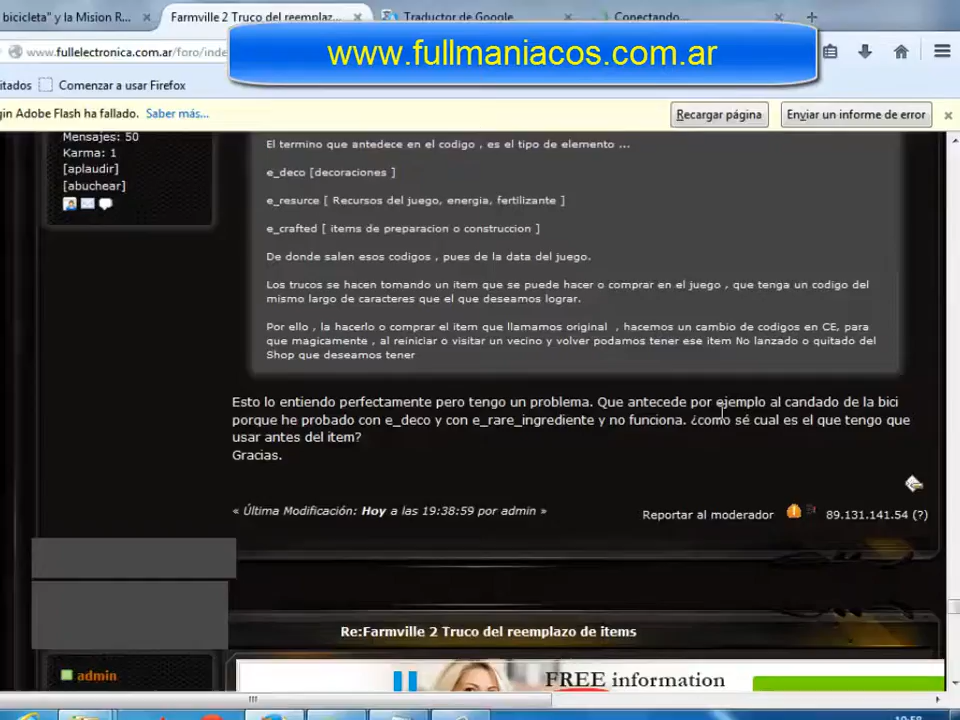 bicicleta" y la Mision R...
Farmville 2 Truco del reemplaz...
Traductor de Google
Conectando...
www.fullelectronica.com.ar/foro/inde
www.fullmaniacos.com.ar
itados
Comenzar a usar Firefox
gin Adobe Flash ha fallado. Saber más...
Recargar página
Enviar un informe de error
Mensajes: 50
Karma: 1
[aplaudir]
[abuchear]
El termino que antedece en el codigo , es el tipo de elemento ...
e_deco [decoraciones ]
e_resurce [ Recursos del juego, energia, fertilizante ]
e_crafted [ items de preparacion o construccion ]
De donde salen esos codigos , pues de la data del juego.
Los trucos se hacen tomando un item que se puede hacer o comprar en el juego , que tenga un codigo del
mismo largo de caracteres que el que deseamos lograr.
Por ello , la hacerlo o comprar el item que llamamos original , hacemos un cambio de codigos en CE, para
que magicamente , al reiniciar o visitar un vecino y volver podamos tener ese item No lanzado o quitado del
Shop que deseamos tener
Esto lo entiendo perfectamente pero tengo un problema. Que antecede por ejemplo al candado de la bici
porque he probado con e_deco y con e_rare_ingrediente y no funciona. ¿como sé cual es el que tengo que
usar antes del item?
Gracias.
« Última Modificación: Hoy a las 19:38:59 por admin »
Reportar al moderador
89.131.141.54 (?)
Re:Farmville 2 Truco del reemplazo de items
admin
FREE information